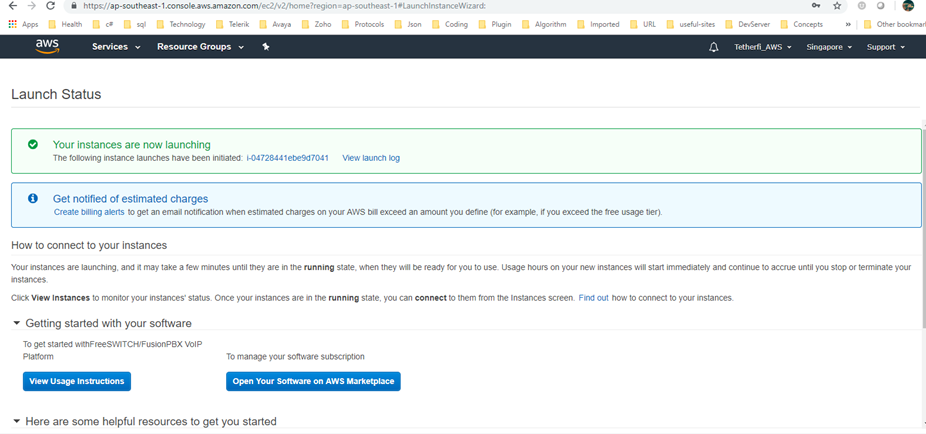 https://ap-southeast-1.console.aws.amazon.com/ec2/v2/home?region=ap-southeast-1#LaunchInstanceWizard:
Apps Health c# sql Technology Telerik Avaya Zoho Protocols Json Coding Plugin Algorithm Imported URL useful-sites DevServer Concepts » Other bookmar
aws Services Resource Groups Tetherfi_AWS Singapore Support
Launch Status
Your instances are now launching
The following instance launches have been initiated: i-04728441ebe9d7041 View launch log
Get notified of estimated charges
Create billing alerts to get an email notification when estimated charges on your AWS bill exceed an amount you define (for example, if you exceed the free usage tier).
How to connect to your instances
Your instances are launching, and it may take a few minutes until they are in the running state, when they will be ready for you to use. Usage hours on your new instances will start immediately and continue to accrue until you stop or terminate your
instances.
Click View Instances to monitor your instances' status. Once your instances are in the running state, you can connect to them from the Instances screen. Find out how to connect to your instances.
Getting started with your software
To get started withFreeSWITCH/FusionPBX VoIP
Platform
To manage your software subscription
View Usage Instructions Open Your Software on AWS Marketplace
Here are some helpful resources to get you started